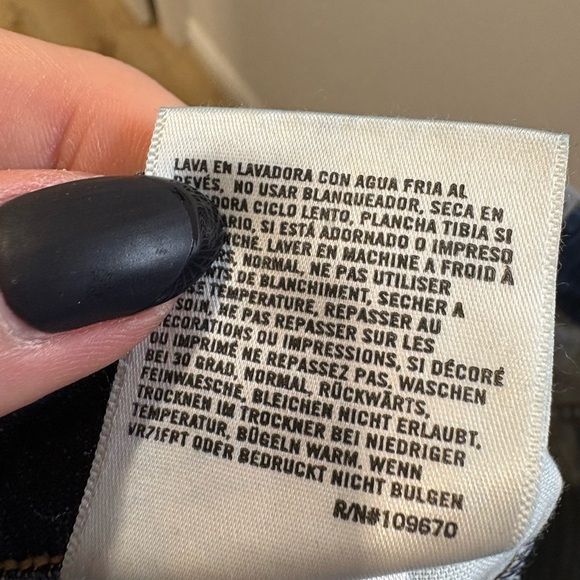 LAVA EN LAVADORA CON AGUA FRIA AL
REVÉS, NO USAR BLANQUEADOR, SECA EN
CICLO LENTO, PLANCHA TIBIA SI
SI ESTÁ ADORNADO O IMPRESO
LAVER EN MACHINE A FROID À
NORMAL, NE PAS UTILISER
DE BLANCHIMENT, SECHER A
TEMPERATURE, REPASSER AU
NE PAS REPASSER SUR LES
DÉCORATIONS OU IMPRESSIONS, SI DÉCORÉ
OU IMPRIMÉ NE REPASSEZ PAS, WASCHEN
BEI 30 GRAD, NORMAL, RÜCKWÄRTS,
FEINWAESCHE, BLEICHEN NICHT ERLAUBT,
TROCKNEN IM TROCKNER BEI NIEDRIGER
TEMPERATUR, BÜGELN WARM, WENN
ODER BEDRUCKT NICHT BULGEN
R/N#109670